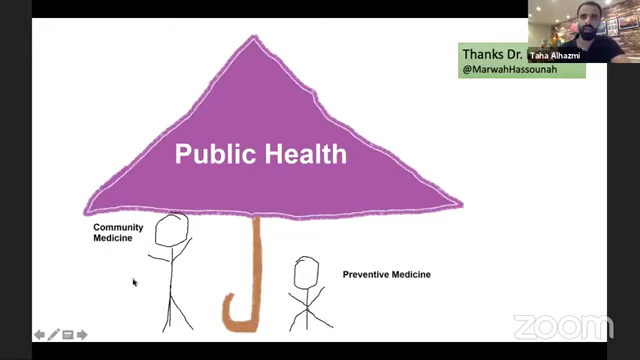 Thanks Dr.
@MarwahHassounah
Taha Alhazmi
Public Health
Community
Medicine
Preventive Medicine
zoom